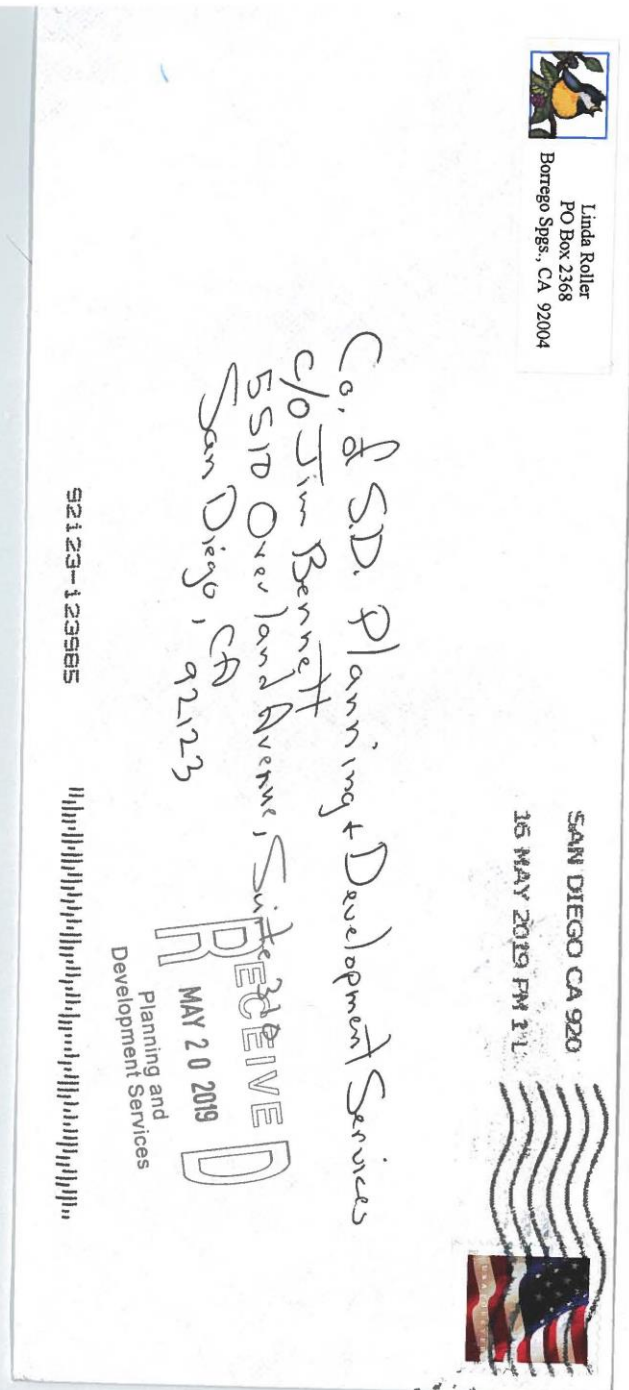 Linda Roller
PO Box 2368
Borrego Spgs., CA 92004
SAN DIEGO CA 920
16 MAY 2019 PM 1 L
USA FOREVER
Co. of S.D. Planning + Development Services
c/o Jim Bennett
5510 Overland Avenue, Suite 310
San Diego, CA
92123
RECEIVED
MAY 20 2019
Planning and
Development Services
92123-123985